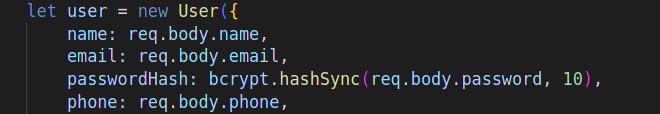 let user = new User({
name: req.body.name,
email: req.body.email,
passwordHash: bcrypt.hashSync(req.body.password, 10),
phone: req.body.phone,